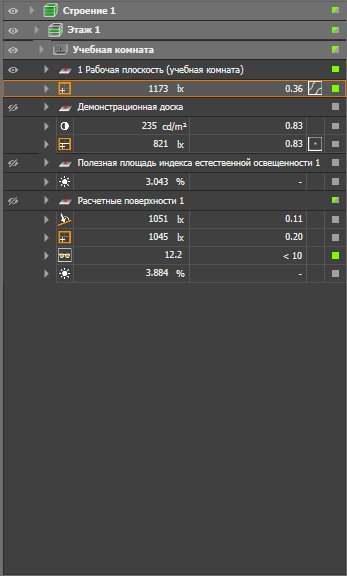 Строение 1
Этаж 1
Учебная комната
1 Рабочая плоскость (учебная комната)
1173 lx 0.36
Демонстрационная доска
235 cd/m² 0.83
821 lx 0.83
Полезная площадь индекса естественной освещенности 1
3.043 % -
Расчетные поверхности 1
1051 lx 0.11
1045 lx 0.20
12.2 < 10
3.884 % -